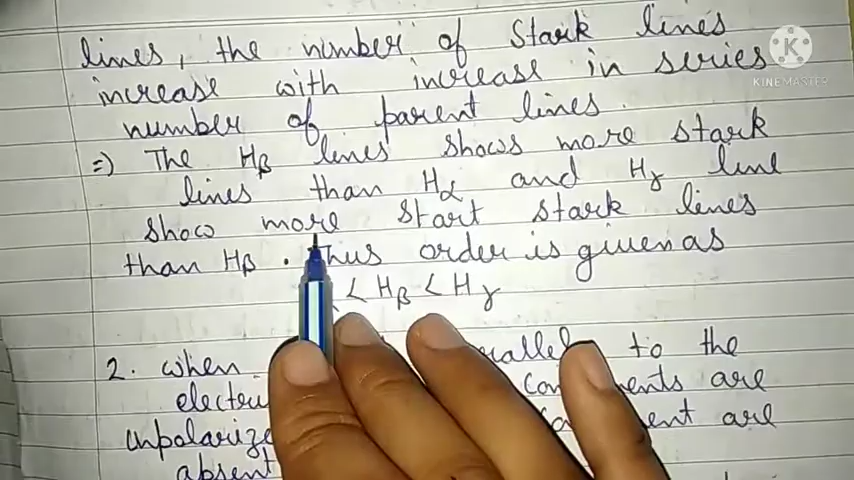 lines, the number of Stark lines
increase with increase in series
number of parent lines.
=) The Hβ lines shows more stark
lines than Hα and Hγ line
show more start stark lines
than Hβ. Thus order is given as
< Hβ < Hγ
2. when to the
electri are
unpolarize are
absent
KINEMASTER